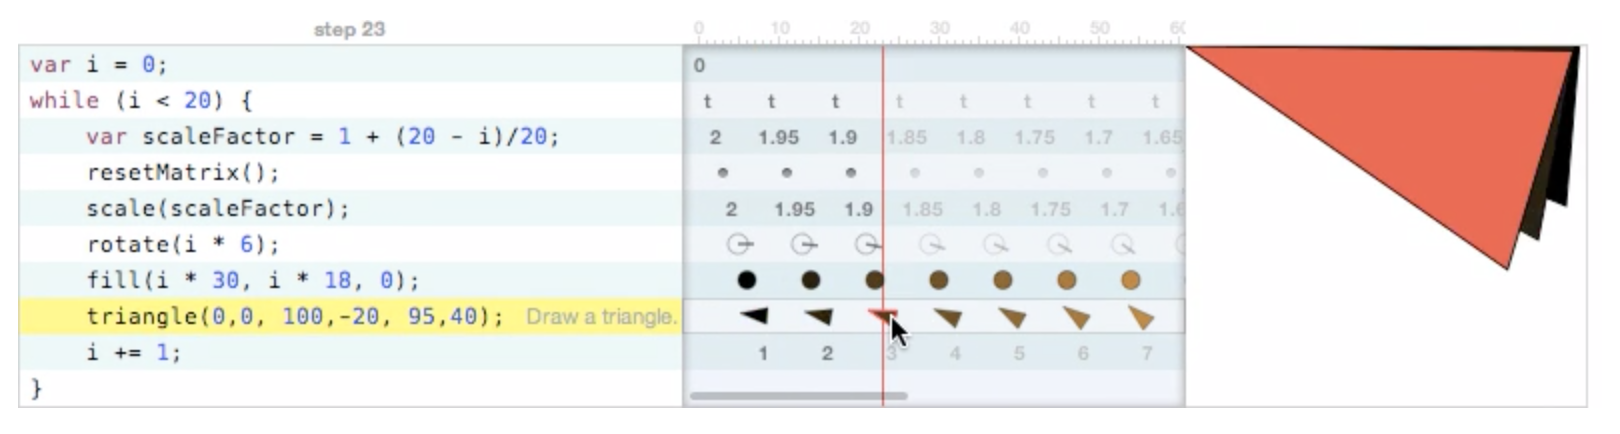 step 23
0 10 20 30 40 50 60
var i = 0; 0
while (i < 20) { t t t t t t t t
var scaleFactor = 1 + (20 - i)/20; 2 1.95 1.9 1.85 1.8 1.75 1.7 1.65
resetMatrix();
scale(scaleFactor); 2 1.95 1.9 1.85 1.8 1.75 1.7 1.6
rotate(i * 6);
fill(i * 30, i * 18, 0);
triangle(0,0, 100,-20, 95,40); Draw a triangle.
i += 1; 1 2 3 4 5 6 7
}